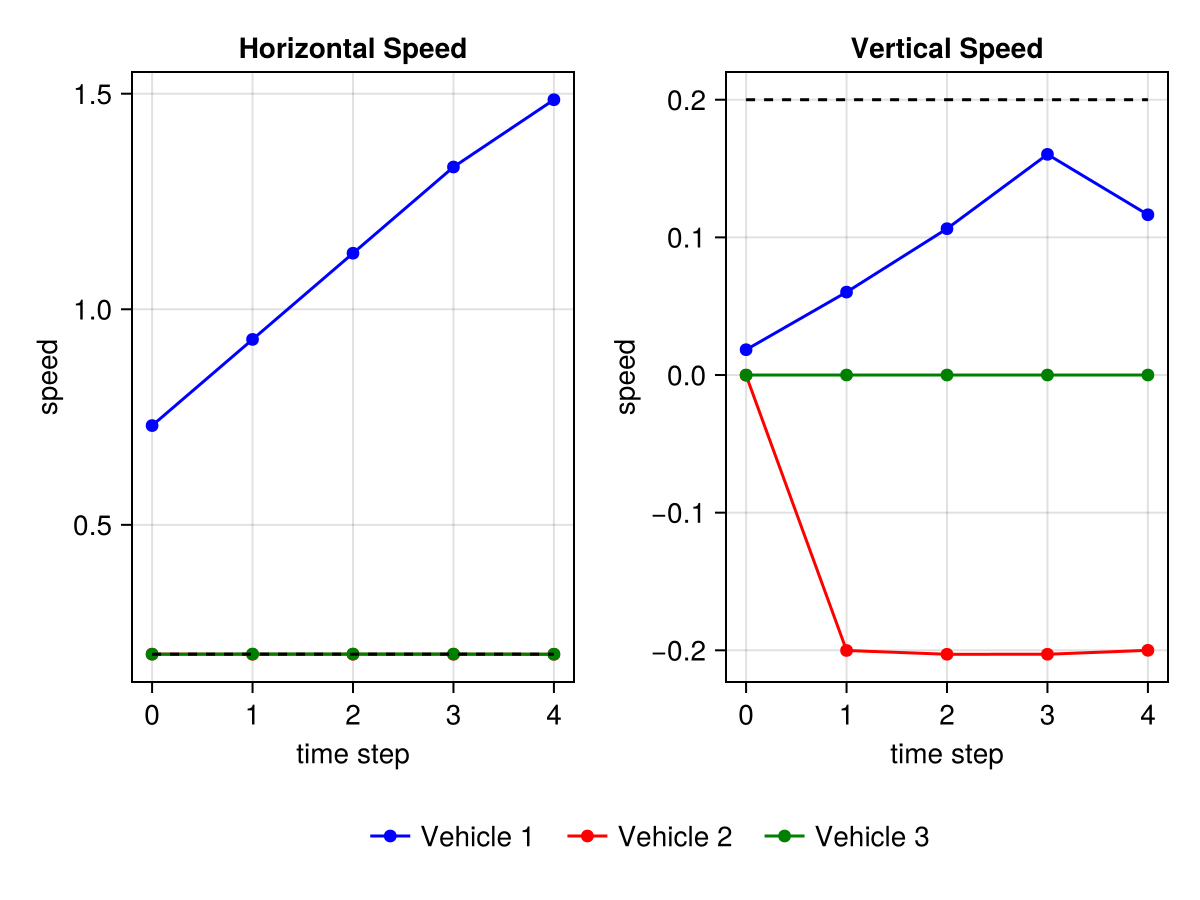 Horizontal Speed
1.5
1.0
0.5
speed
0 1 2 3 4
time step
Vertical Speed
0.2
0.1
0.0
−0.1
−0.2
speed
0 1 2 3 4
time step
Vehicle 1 Vehicle 2 Vehicle 3